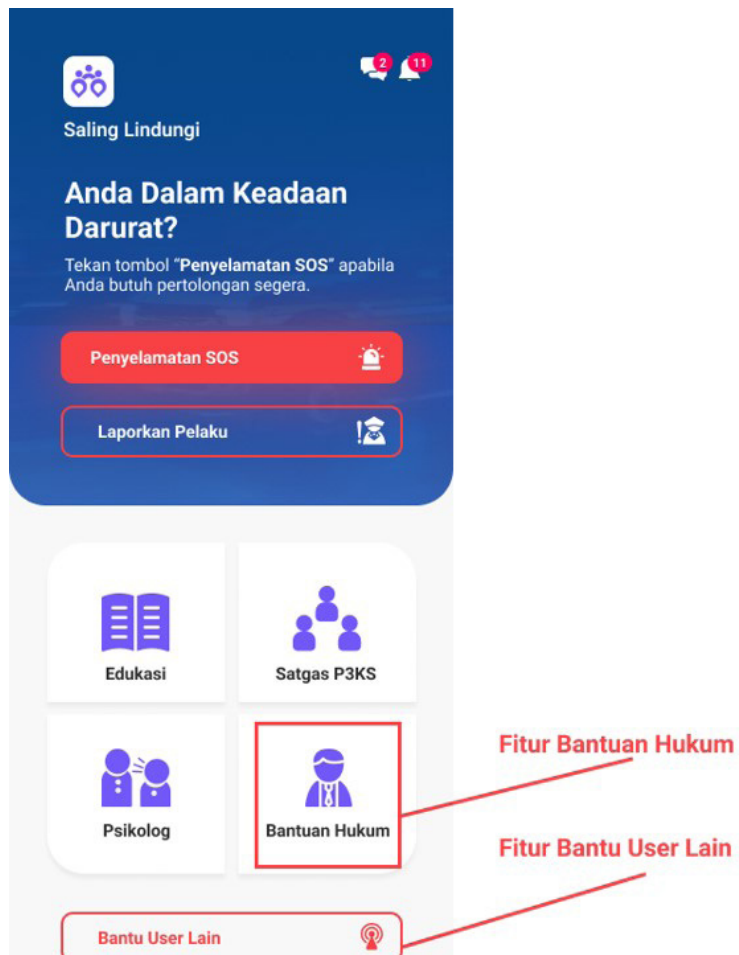 2
11
Saling Lindungi
Anda Dalam Keadaan
Darurat?
Tekan tombol “Penyelamatan SOS” apabila
Anda butuh pertolongan segera.
Penyelamatan SOS
Laporkan Pelaku
Edukasi
Satgas P3KS
Psikolog
Bantuan Hukum
Fitur Bantuan Hukum
Fitur Bantu User Lain
Bantu User Lain